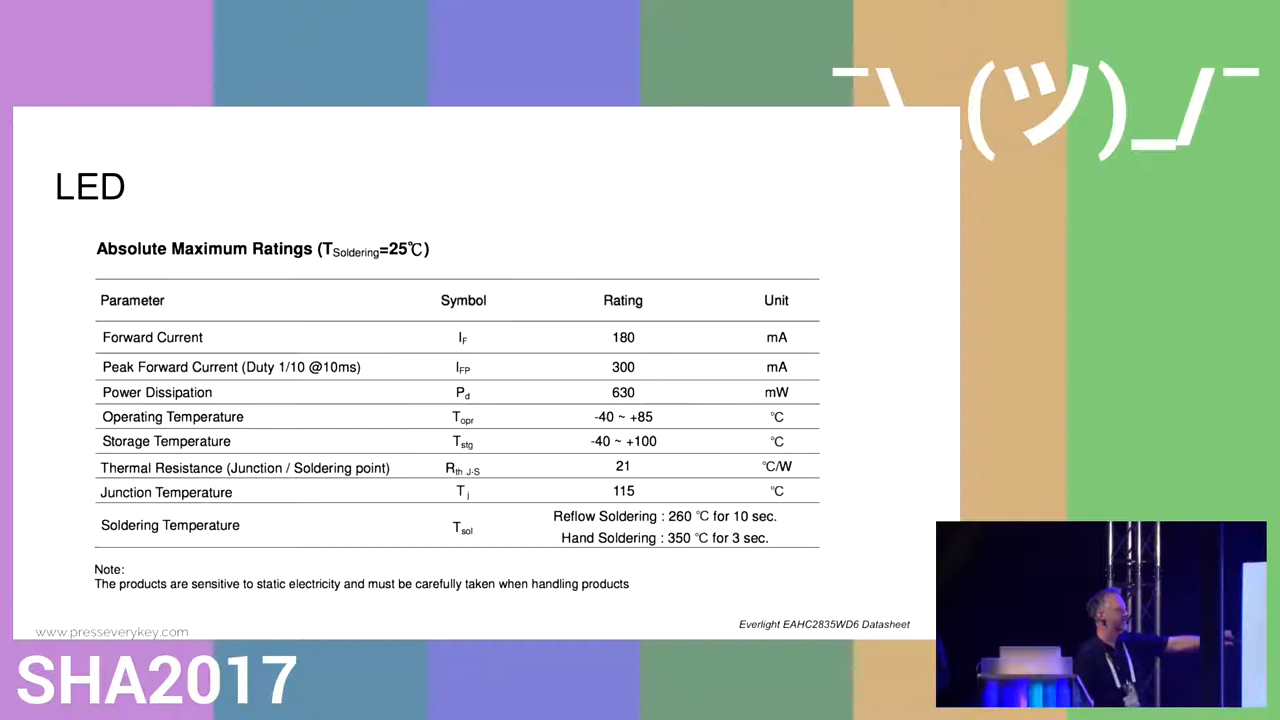 ¯\_(ツ)_/¯
LED
Absolute Maximum Ratings (TSoldering=25℃)
Parameter Symbol Rating Unit
Forward Current IF 180 mA
Peak Forward Current (Duty 1/10 @10ms) IFP 300 mA
Power Dissipation Pd 630 mW
Operating Temperature Topr -40 ~ +85 ℃
Storage Temperature Tstg -40 ~ +100 ℃
Thermal Resistance (Junction / Soldering point) Rth J-S 21 ℃/W
Junction Temperature Tj 115 ℃
Soldering Temperature Tsol Reflow Soldering : 260 ℃ for 10 sec.
Hand Soldering : 350 ℃ for 3 sec.
Note:
The products are sensitive to static electricity and must be carefully taken when handling products
www.presseverykey.com
Everlight EAHC2835WD6 Datasheet
SHA2017